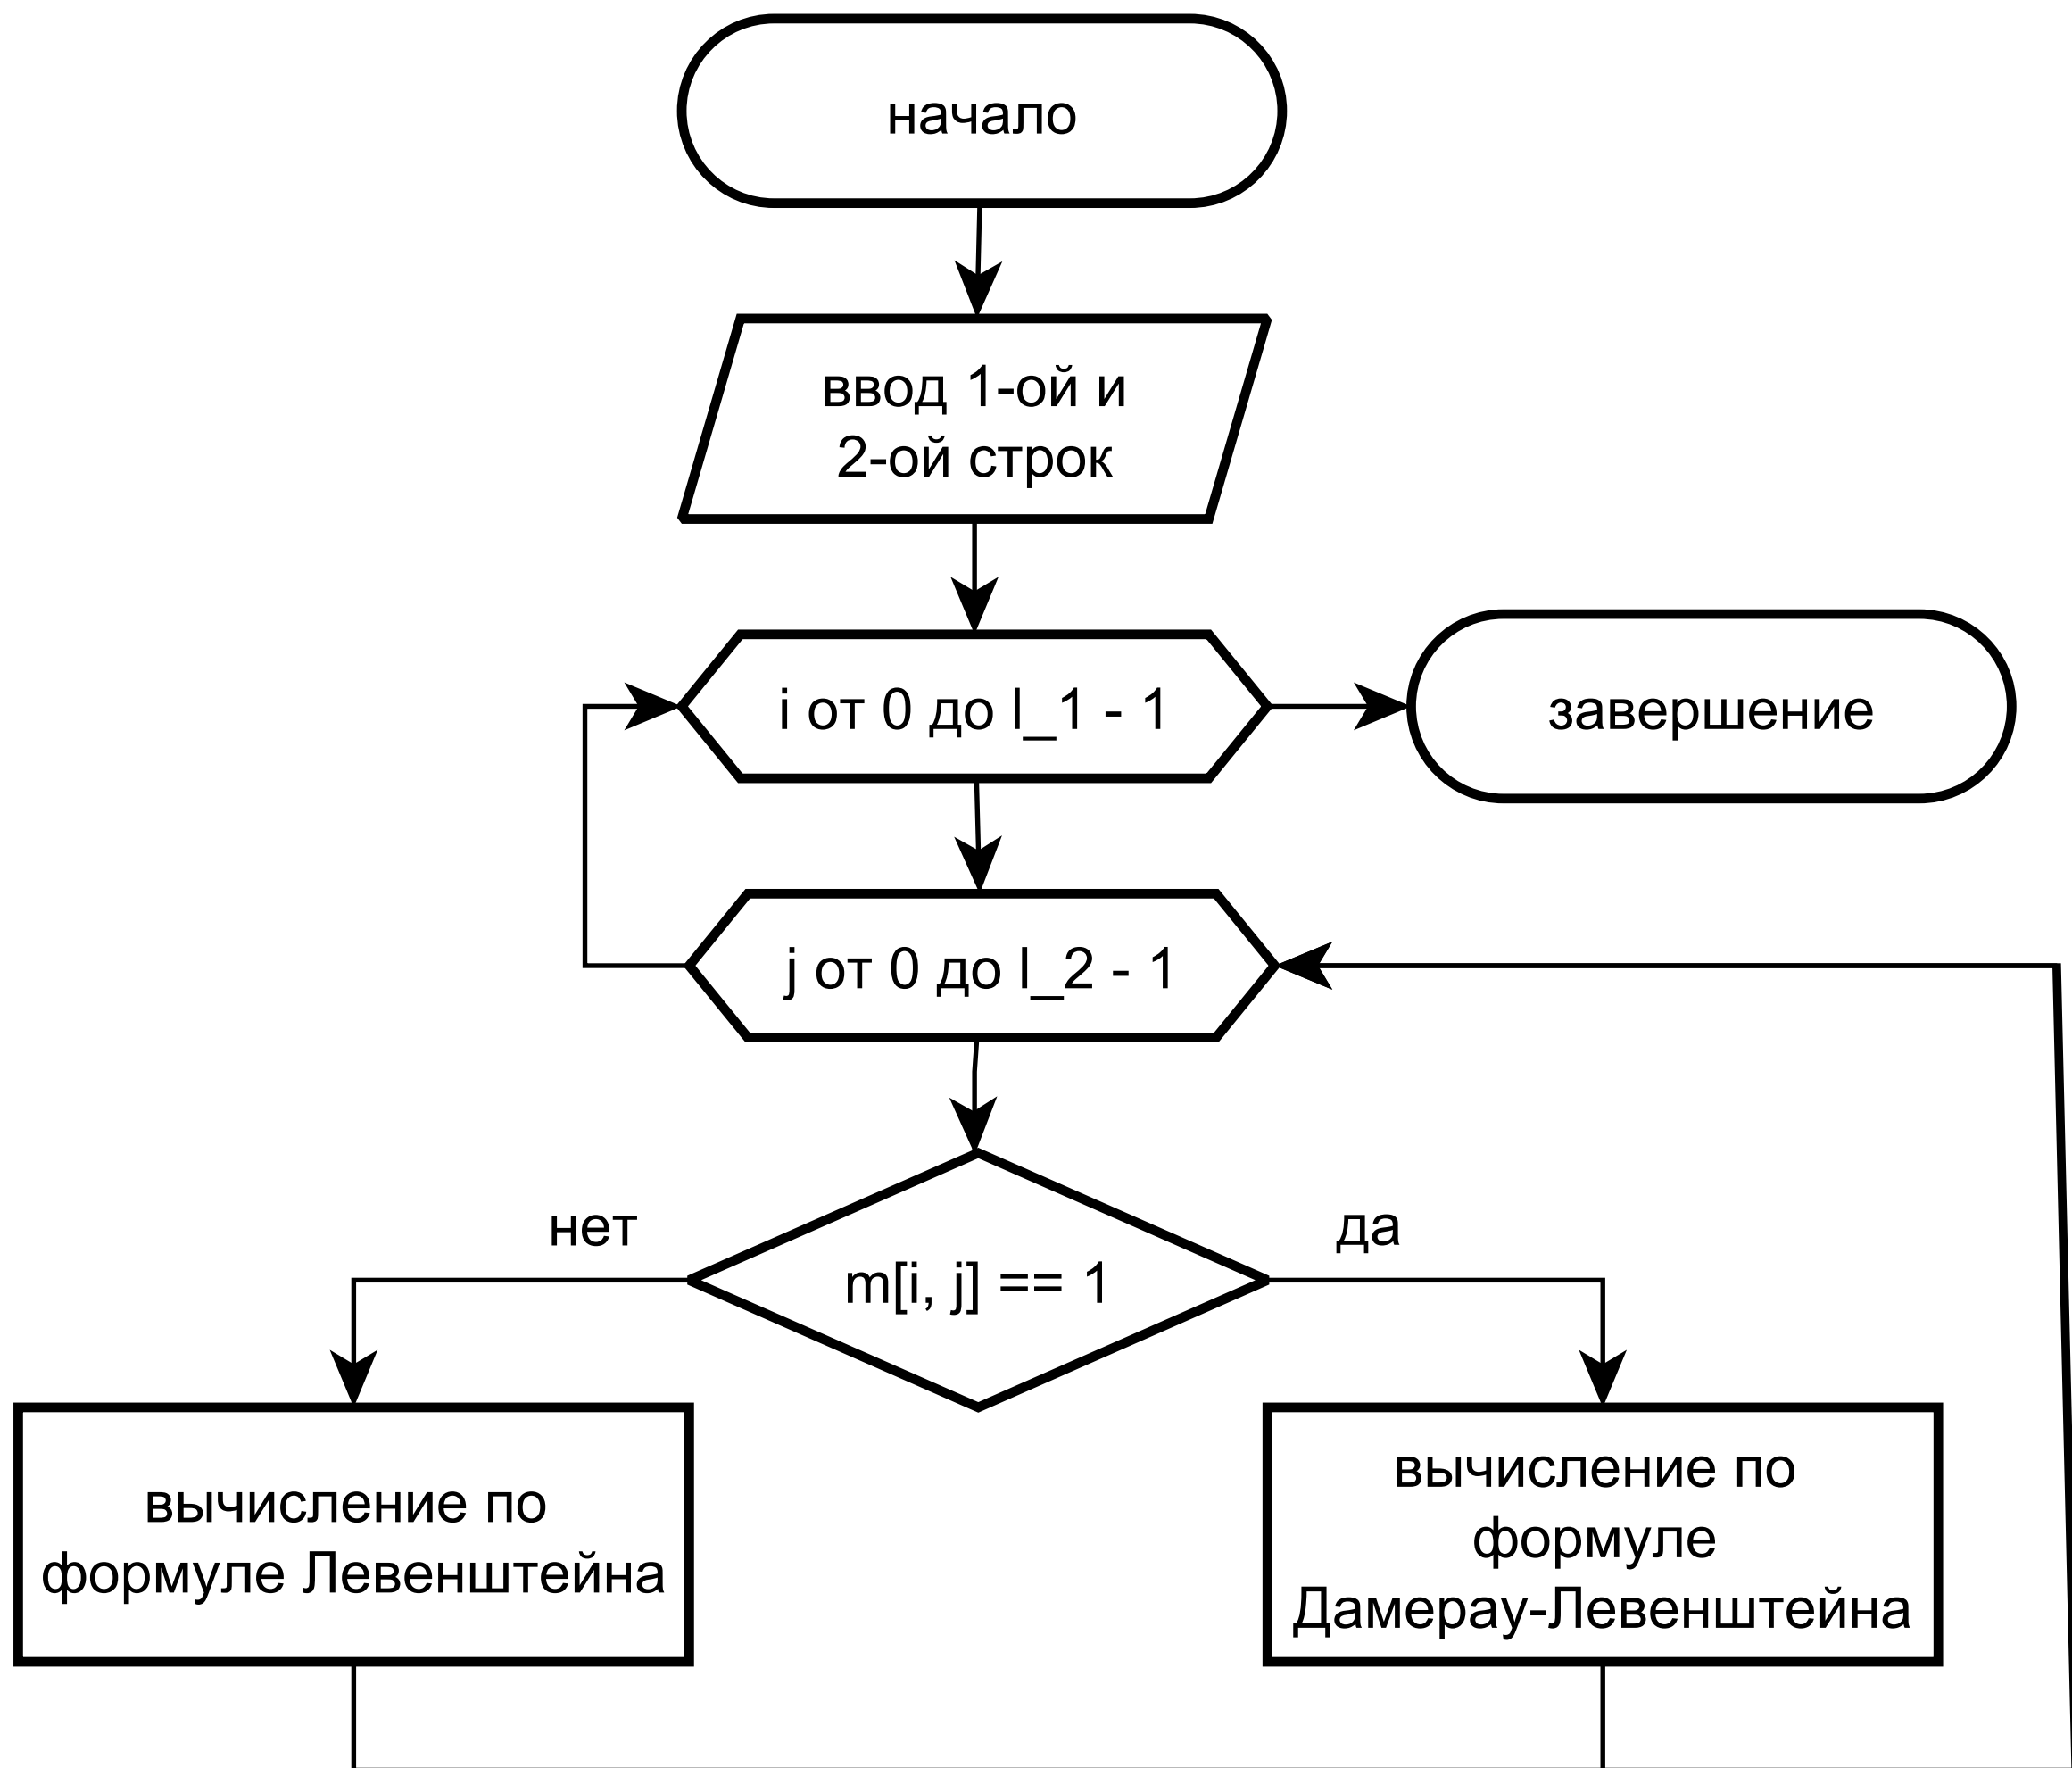 начало
ввод 1-ой и
2-ой строк
i от 0 до l_1 - 1
завершение
j от 0 до l_2 - 1
нет
да
m[i, j] == 1
вычисление по
формуле Левенштейна
вычисление по
формуле
Дамерау-Левенштейна